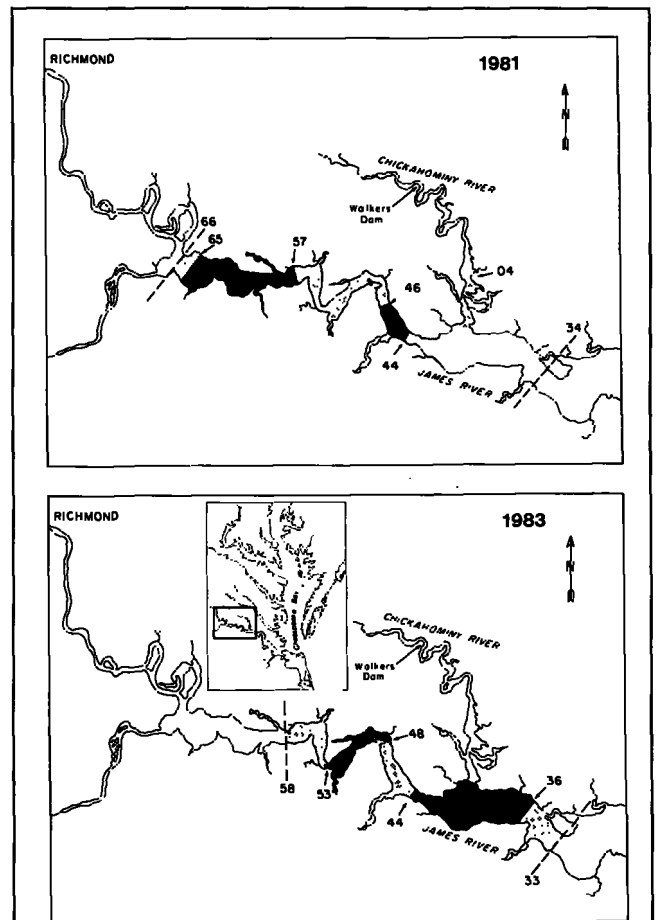 1981
RICHMOND
N
CHICKAHOMINY RIVER
Walkers
Dam
66
65
57
04
46
34
44
JAMES RIVER
1983
RICHMOND
N
CHICKAHOMINY RIVER
Walkers
Dam
48
58
53
36
44
JAMES RIVER
33